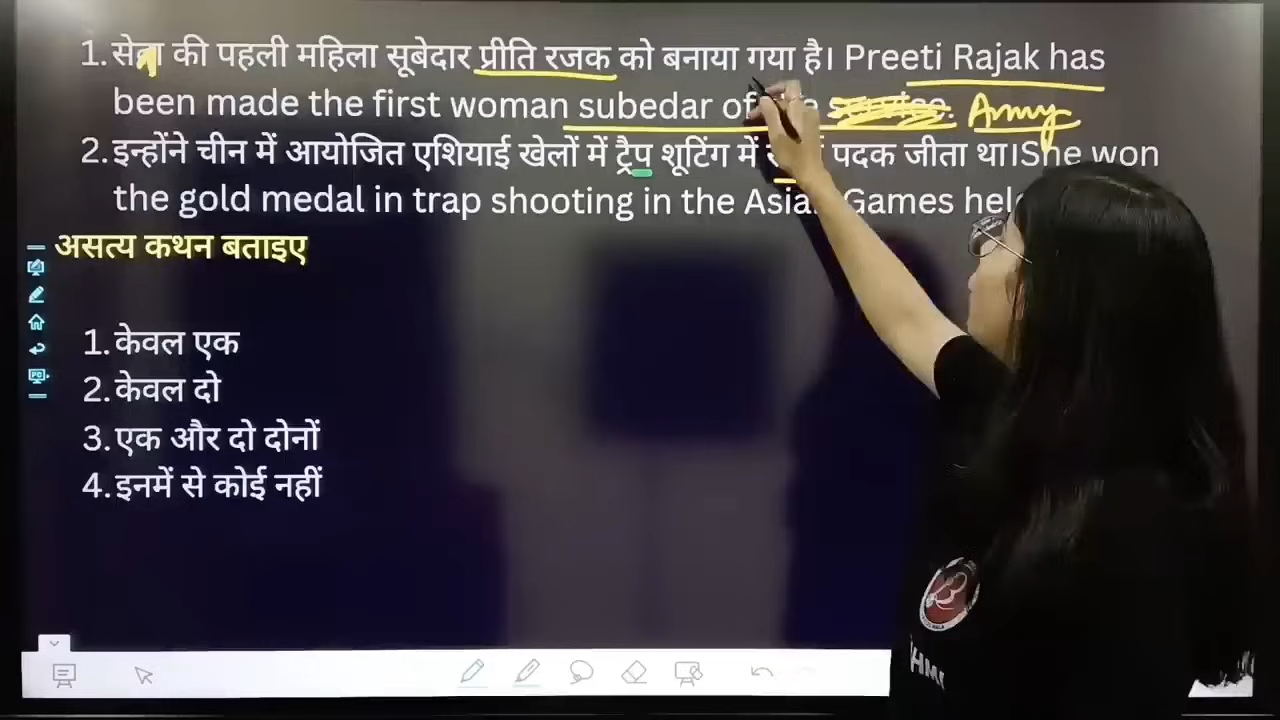 1. सेना की पहली महिला सूबेदार प्रीति रजक को बनाया गया है। Preeti Rajak has
been made the first woman subedar of Army
2. इन्होंने चीन में आयोजित एशियाई खेलों में ट्रैप शूटिंग में पदक जीता था।She won
the gold medal in trap shooting in the Asian Games
असत्य कथन बताइए
1. केवल एक
2. केवल दो
3. एक और दो दोनों
4. इनमें से कोई नहीं